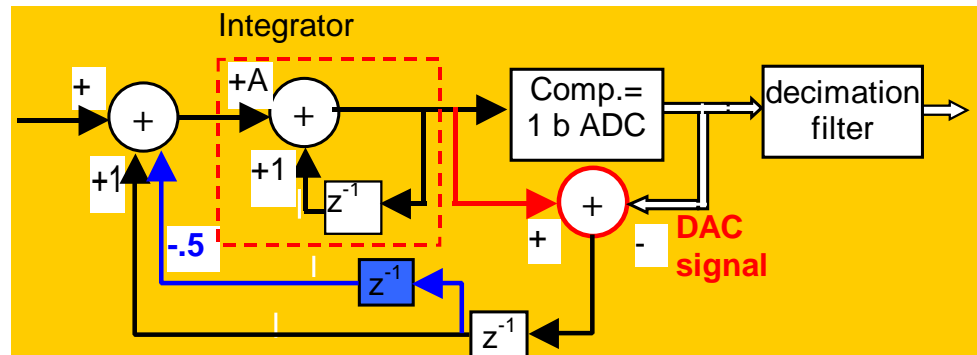 Integrator
+
+
+A
+
+1
+1
z-1
Comp.=
1 b ADC
decimation
filter
+
+
-
DAC
signal
-.5
z-1
z-1